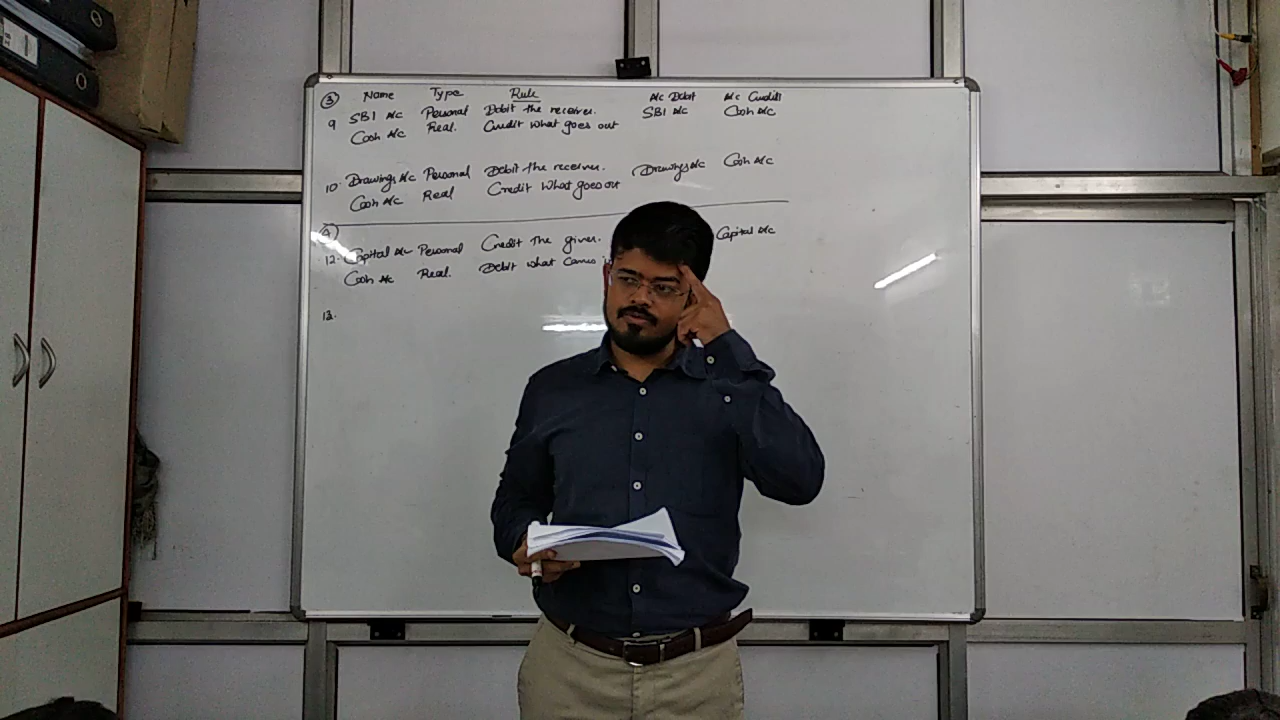 ③ Name Type Rule A/c Debit A/c Credit
9 SBI A/c Personal Debit the receiver. SBI A/c Cash A/c
Cash A/c Real. Credit what goes out
10. Drawings A/c Personal Debit the receiver. Drawings A/c Cash A/c
Cash A/c Real Credit what goes out
12. Capital A/c Personal Credit the giver. Capital A/c
Cash A/c Real. Debit what comes
13.